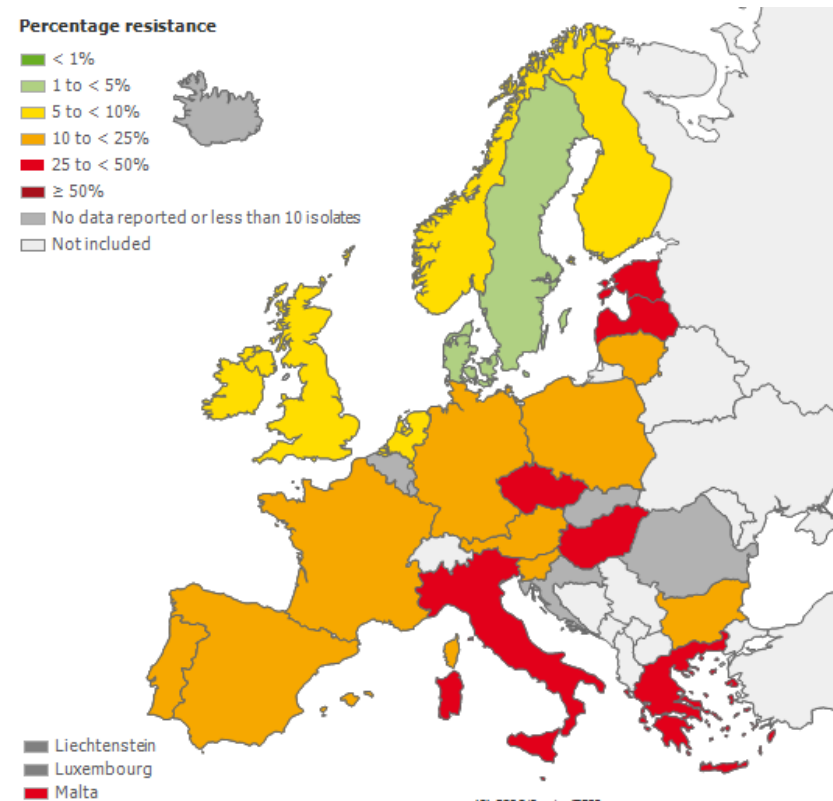 Percentage resistance
< 1%
1 to < 5%
5 to < 10%
10 to < 25%
25 to < 50%
≥ 50%
No data reported or less than 10 isolates
Not included
Liechtenstein
Luxembourg
Malta